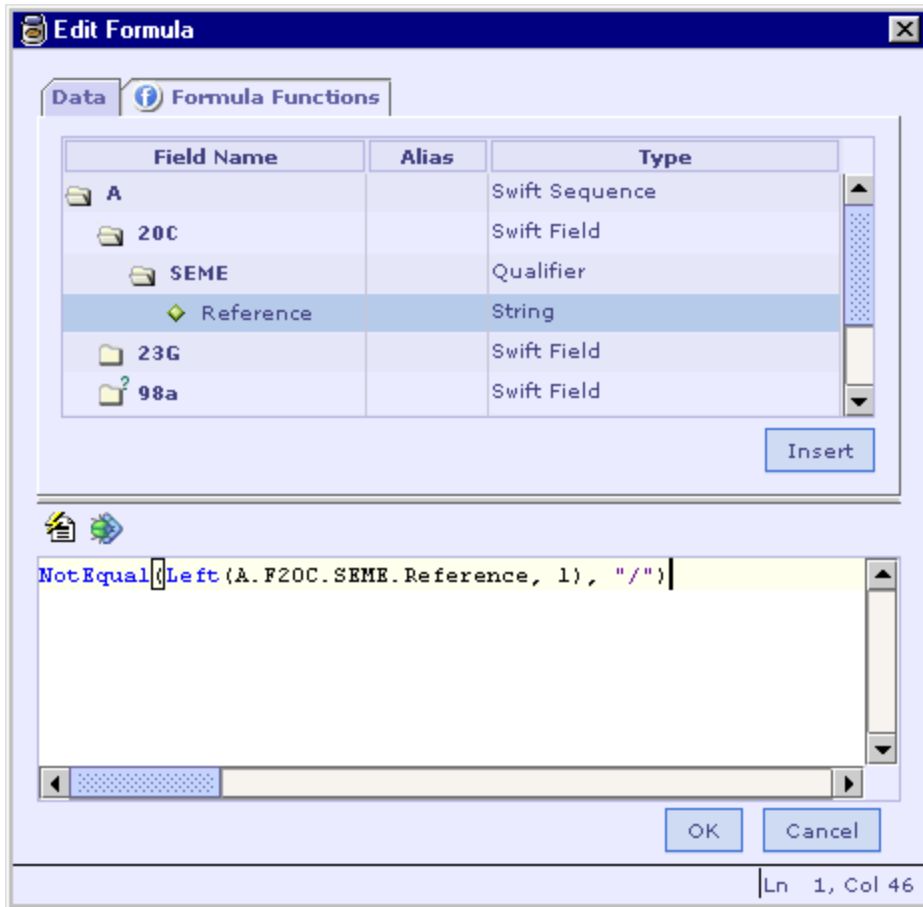 Edit Formula
Data Formula Functions
Field Name Alias Type
A Swift Sequence
20C Swift Field
SEME Qualifier
Reference String
23G Swift Field
98a Swift Field
Insert
NotEqual(Left(A.F20C.SEME.Reference, 1), "/")
OK Cancel
Ln 1, Col 46